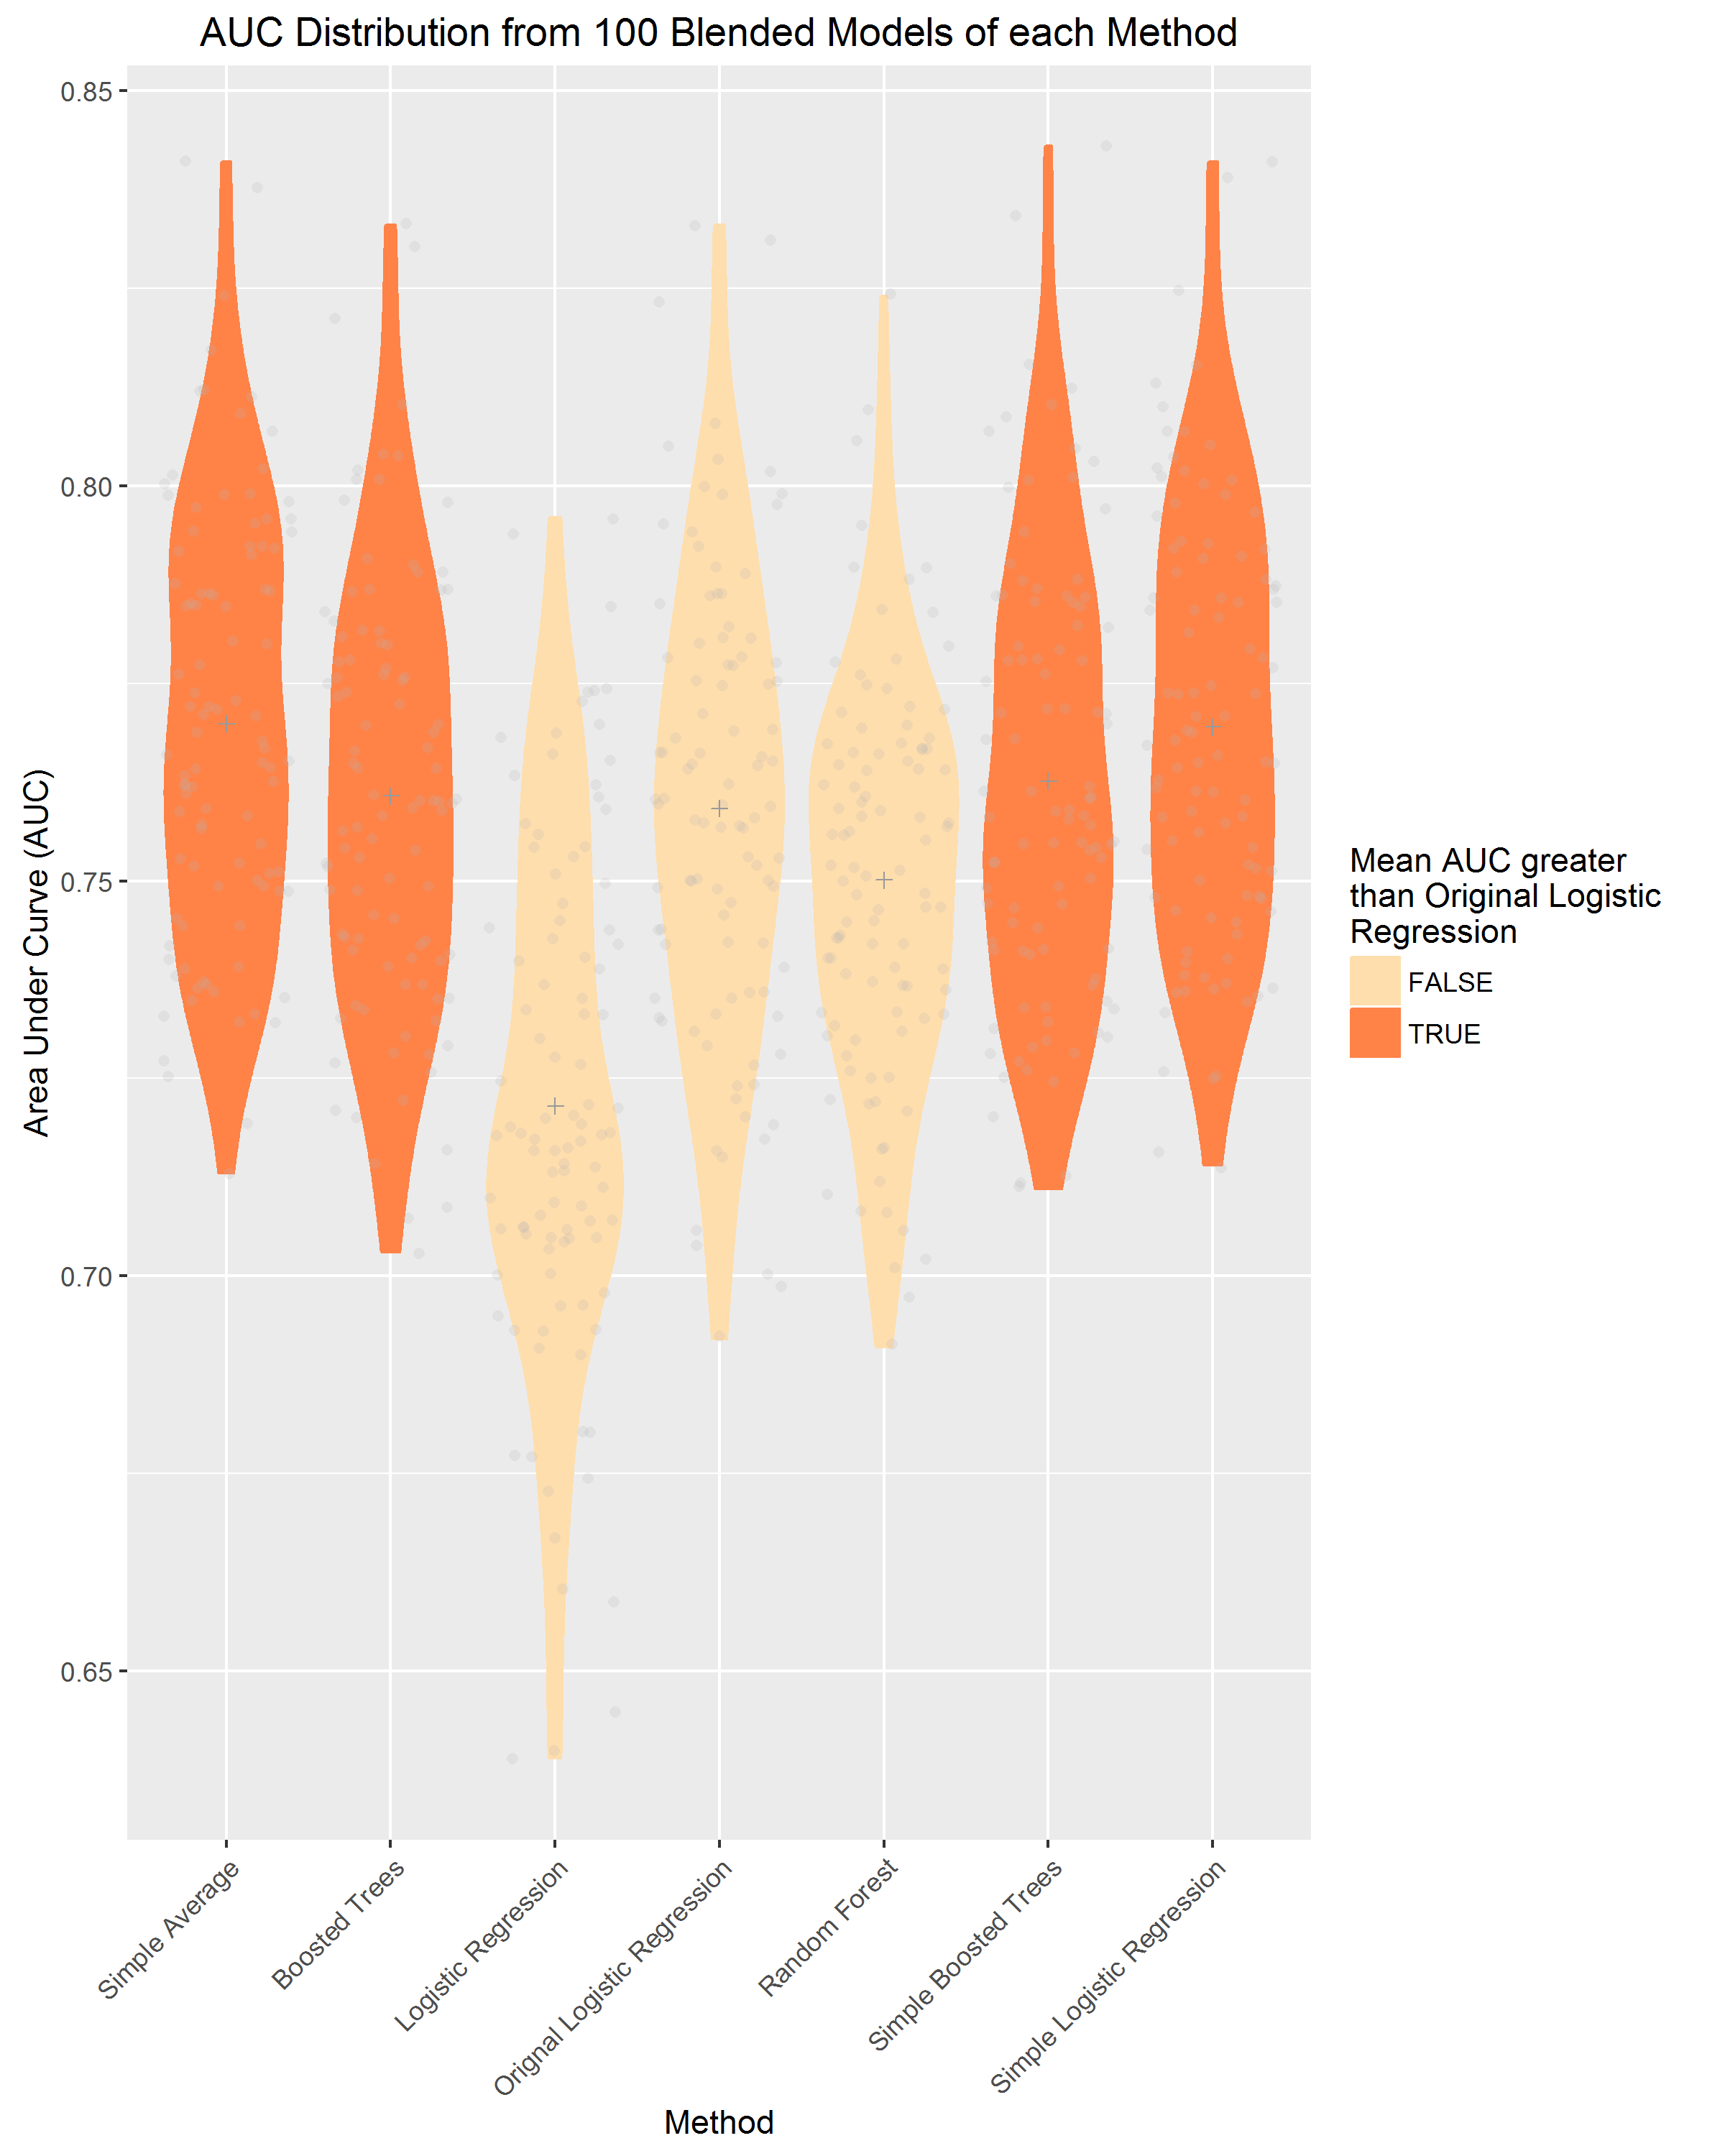 AUC Distribution from 100 Blended Models of each Method
0.85
0.80
0.75
0.70
0.65
Area Under Curve (AUC)
Simple Average
Boosted Trees
Logistic Regression
Orignal Logistic Regression
Random Forest
Simple Boosted Trees
Simple Logistic Regression
Method
Mean AUC greater
than Original Logistic
Regression
FALSE
TRUE